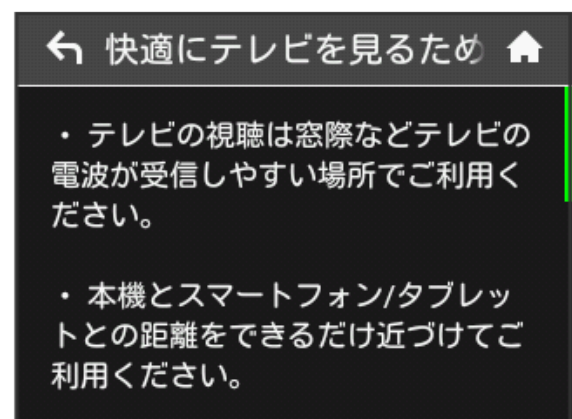 快適にテレビを見るため
・ テレビの視聴は窓際などテレビの
電波が受信しやすい場所でご利用く
ださい。
・ 本機とスマートフォン/タブレッ
トとの距離をできるだけ近づけてご
利用ください。